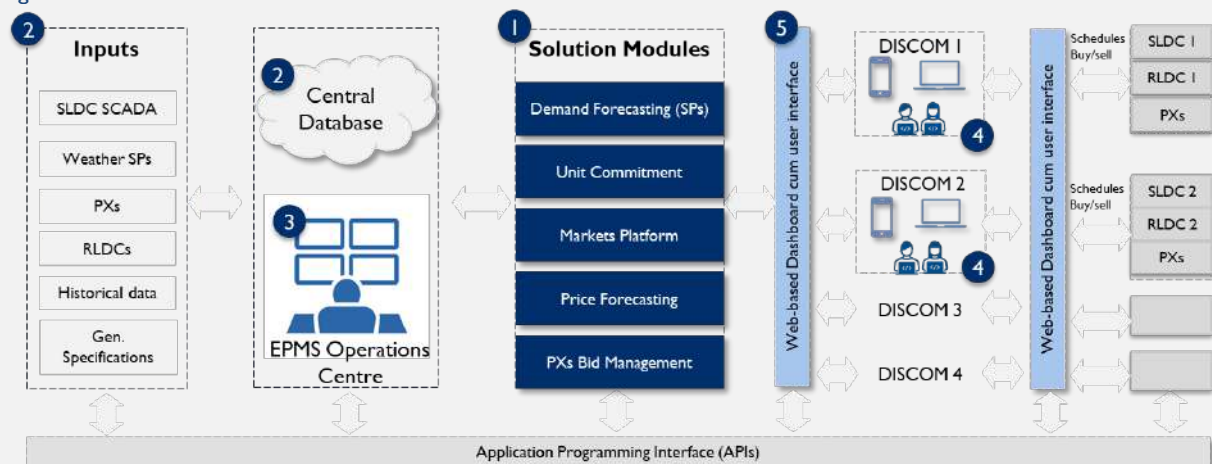 2
Inputs
SLDC SCADA
Weather SPs
PXs
RLDCs
Historical data
Gen.
Specifications
2
Central
Database
3
EPMS Operations
Centre
1
Solution Modules
Demand Forecasting (SPs)
Unit Commitment
Markets Platform
Price Forecasting
PXs Bid Management
5
Web-based Dashboard cum user interface
DISCOM 1
4
DISCOM 2
4
DISCOM 3
DISCOM 4
Web-based Dashboard cum user interface
Schedules
Buy/sell
SLDC 1
RLDC 1
PXs
Schedules
Buy/sell
SLDC 2
RLDC 2
PXs
Application Programming Interface (APIs)